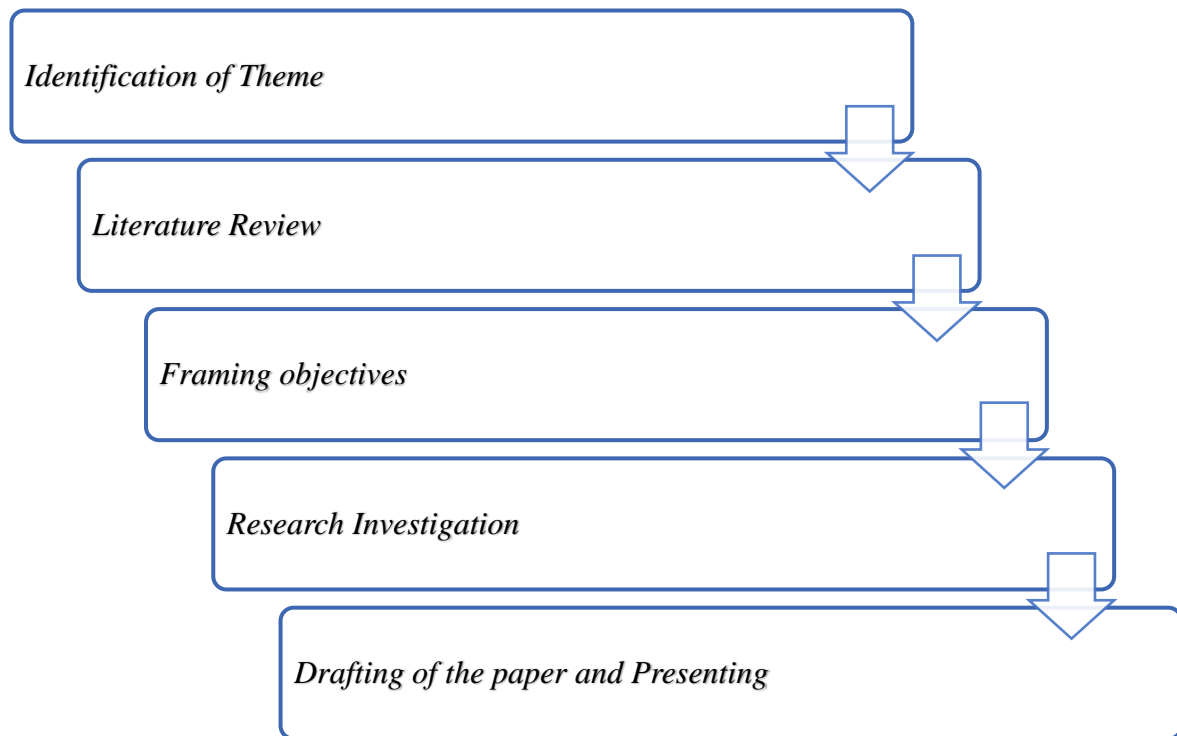 Identification of Theme
Literature Review
Framing objectives
Research Investigation
Drafting of the paper and Presenting